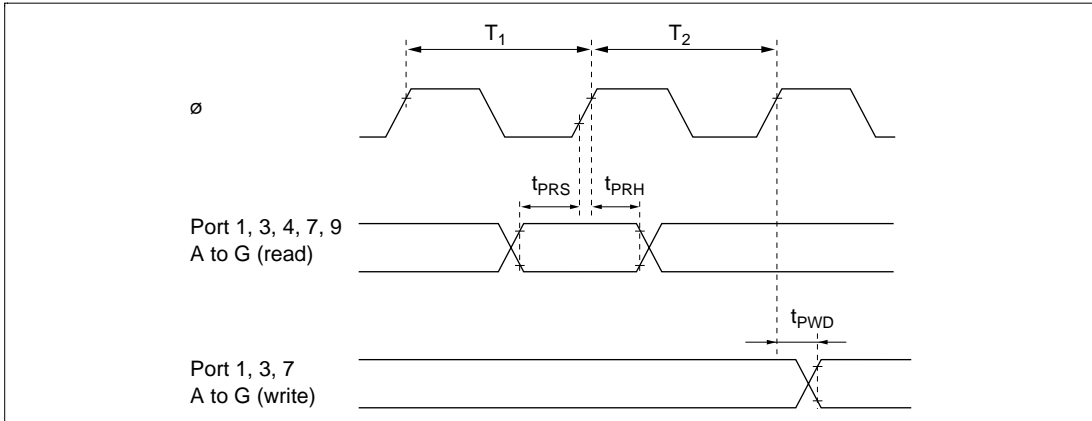 T1 T2
ø
tPRS tPRH
Port 1, 3, 4, 7, 9
A to G (read)
tPWD
Port 1, 3, 7
A to G (write)